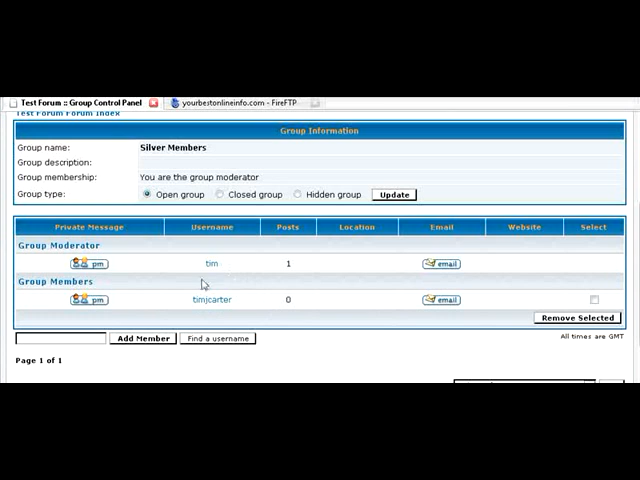 Test Forum :: Group Control Panel yourbestonlineinfo.com - FireFTP
Test Forum Forum Index
Group Information
Group name: Silver Members
Group description:
Group membership: You are the group moderator
Group type: Open group Closed group Hidden group Update
Private Message Username Posts Location Email Website Select
Group Moderator
pm tim 1 email
Group Members
pm timjcarter 0 email
Remove Selected
Add Member Find a username All times are GMT
Page 1 of 1